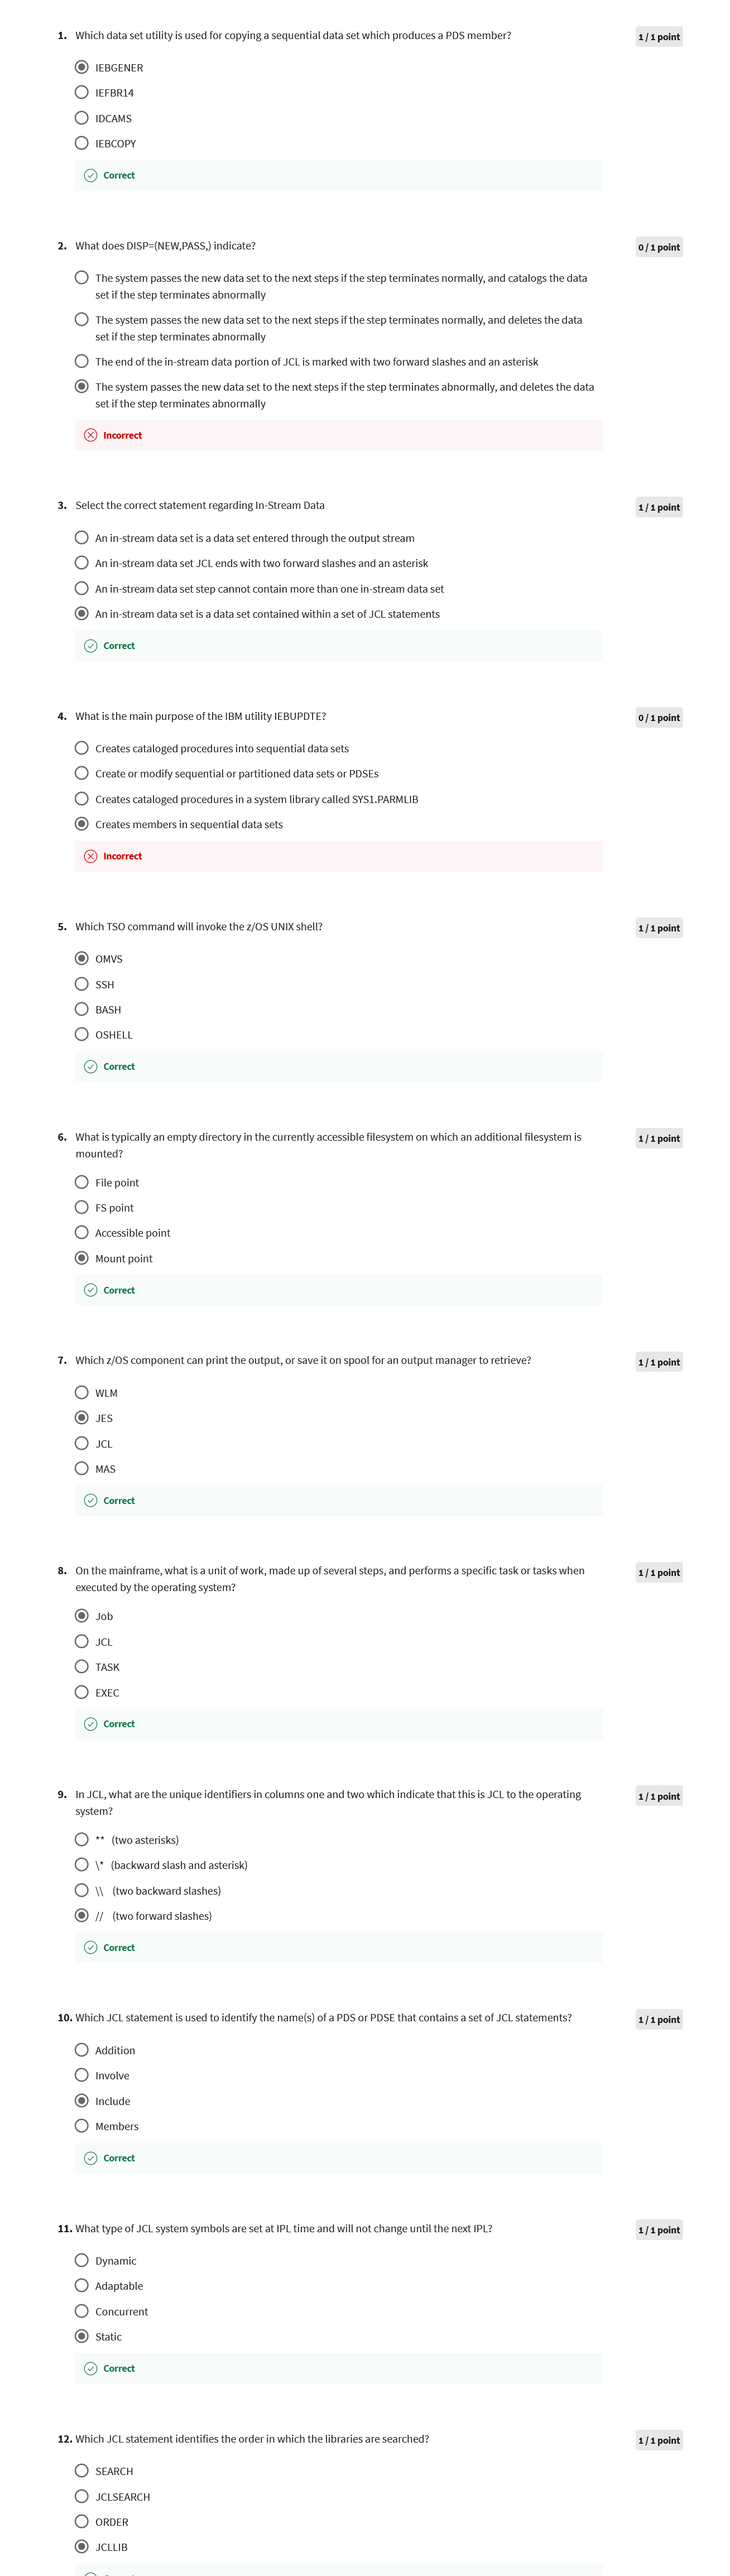 1. Which data set utility is used for copying a sequential data set which produces a PDS member?
1 / 1 point
IEBGENER
IEFBR14
IDCAMS
IEBCOPY
Correct
2. What does DISP=(NEW,PASS,) indicate?
0 / 1 point
The system passes the new data set to the next steps if the step terminates normally, and catalogs the data
set if the step terminates abnormally
The system passes the new data set to the next steps if the step terminates normally, and deletes the data
set if the step terminates abnormally
The end of the in-stream data portion of JCL is marked with two forward slashes and an asterisk
The system passes the new data set to the next steps if the step terminates abnormally, and deletes the data
set if the step terminates abnormally
Incorrect
3. Select the correct statement regarding In-Stream Data
1 / 1 point
An in-stream data set is a data set entered through the output stream
An in-stream data set JCL ends with two forward slashes and an asterisk
An in-stream data set step cannot contain more than one in-stream data set
An in-stream data set is a data set contained within a set of JCL statements
Correct
4. What is the main purpose of the IBM utility IEBUPDTE?
0 / 1 point
Creates cataloged procedures into sequential data sets
Create or modify sequential or partitioned data sets or PDSEs
Creates cataloged procedures in a system library called SYS1.PARMLIB
Creates members in sequential data sets
Incorrect
5. Which TSO command will invoke the z/OS UNIX shell?
1 / 1 point
OMVS
SSH
BASH
OSHELL
Correct
6. What is typically an empty directory in the currently accessible filesystem on which an additional filesystem is
mounted?
1 / 1 point
File point
FS point
Accessible point
Mount point
Correct
7. Which z/OS component can print the output, or save it on spool for an output manager to retrieve?
1 / 1 point
WLM
JES
JCL
MAS
Correct
8. On the mainframe, what is a unit of work, made up of several steps, and performs a specific task or tasks when
executed by the operating system?
1 / 1 point
Job
JCL
TASK
EXEC
Correct
9. In JCL, what are the unique identifiers in columns one and two which indicate that this is JCL to the operating
system?
1 / 1 point
** (two asterisks)
\* (backward slash and asterisk)
\\ (two backward slashes)
// (two forward slashes)
Correct
10. Which JCL statement is used to identify the name(s) of a PDS or PDSE that contains a set of JCL statements?
1 / 1 point
Addition
Involve
Include
Members
Correct
11. What type of JCL system symbols are set at IPL time and will not change until the next IPL?
1 / 1 point
Dynamic
Adaptable
Concurrent
Static
Correct
12. Which JCL statement identifies the order in which the libraries are searched?
1 / 1 point
SEARCH
JCLSEARCH
ORDER
JCLLIB